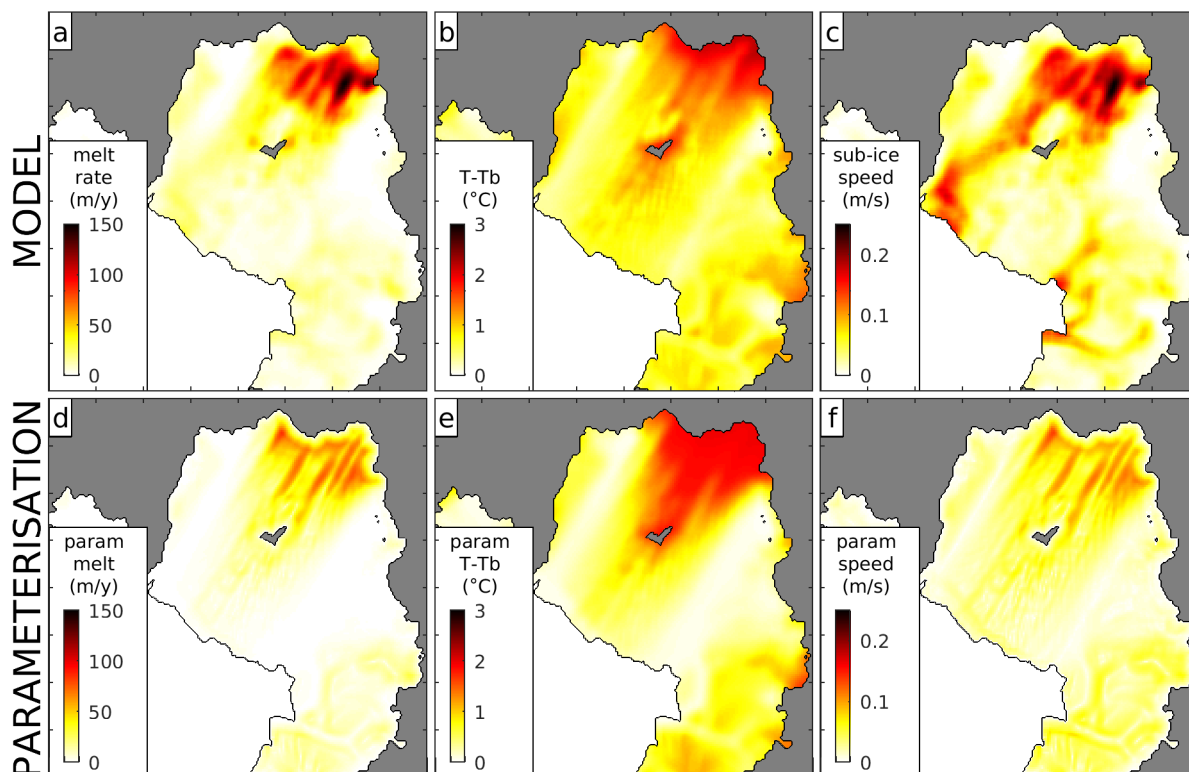 MODEL
a
melt
rate
(m/y)
150
100
50
0
b
T-Tb
(°C)
3
2
1
0
c
sub-ice
speed
(m/s)
0.2
0.1
0
PARAMETERISATION
d
param
melt
(m/y)
150
100
50
0
e
param
T-Tb
(°C)
3
2
1
0
f
param
speed
(m/s)
0.2
0.1
0